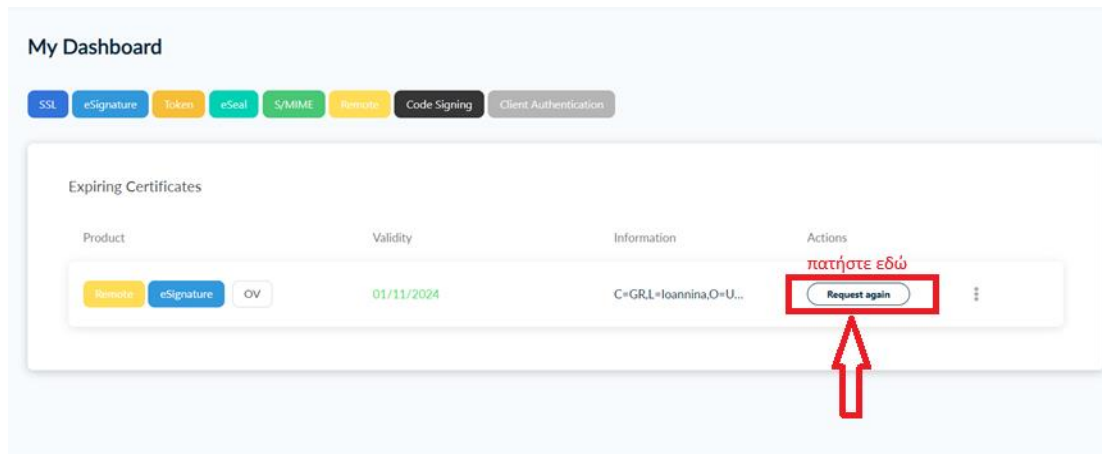 My Dashboard
SSL eSignature Token eSeal S/MIME Remote Code Signing Client Authentication
Expiring Certificates
Product Validity Information Actions
πατήστε εδώ
Remote eSignature OV 01/11/2024 C=GR,L=Ioannina,O=U... Request again